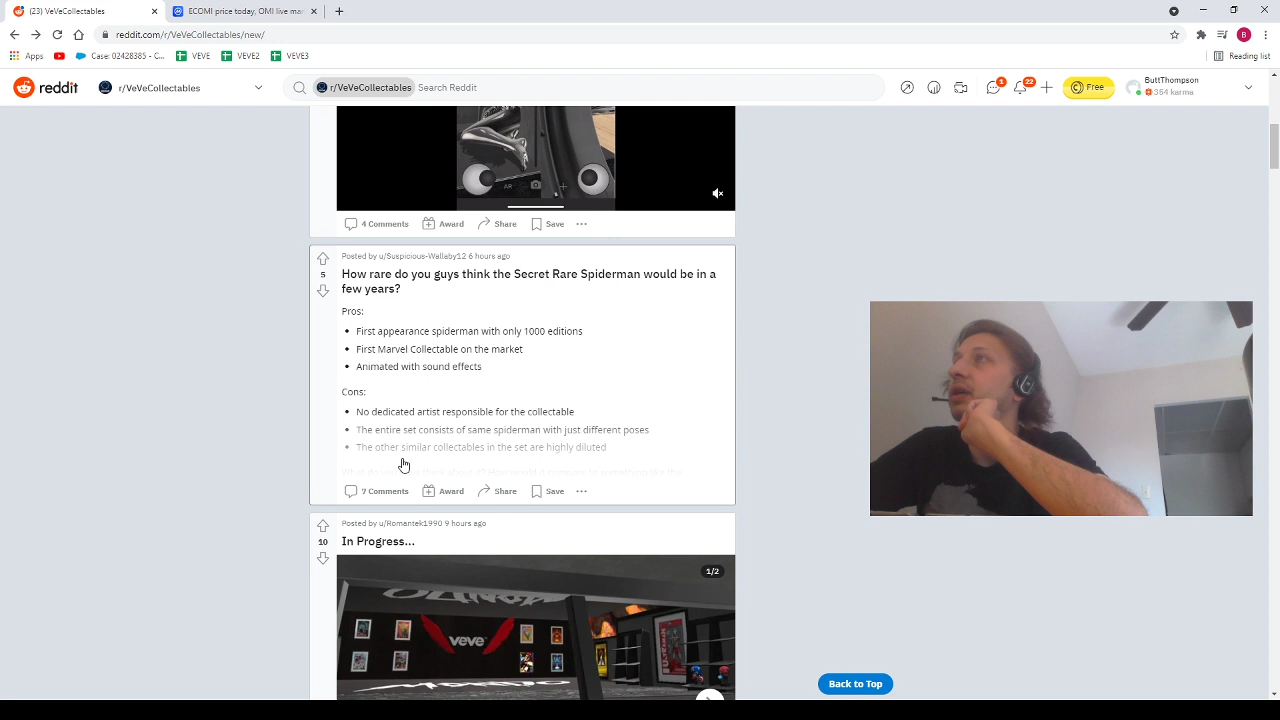 (23) VeVeCollectables
ECOMI price today, OMI live ma
reddit.com/r/VeVeCollectables/new/
B
Apps
Case: 02428385 - C...
VEVE
VEVE2
VEVE3
Reading list
reddit
r/VeVeCollectables
r/VeVeCollectables
Search Reddit
1
22
Free
ButtThompson
354 karma
AR
4 Comments
Award
Share
Save
Posted by u/Suspicious-Wallaby12 6 hours ago
5
How rare do you guys think the Secret Rare Spiderman would be in a
few years?
Pros:
First appearance spiderman with only 1000 editions
First Marvel Collectable on the market
Animated with sound effects
Cons:
No dedicated artist responsible for the collectable
The entire set consists of same spiderman with just different poses
The other similar collectables in the set are highly diluted
7 Comments
Award
Share
Save
Posted by u/Romantek1990 9 hours ago
10
In Progress...
1/2
veve
Back to Top